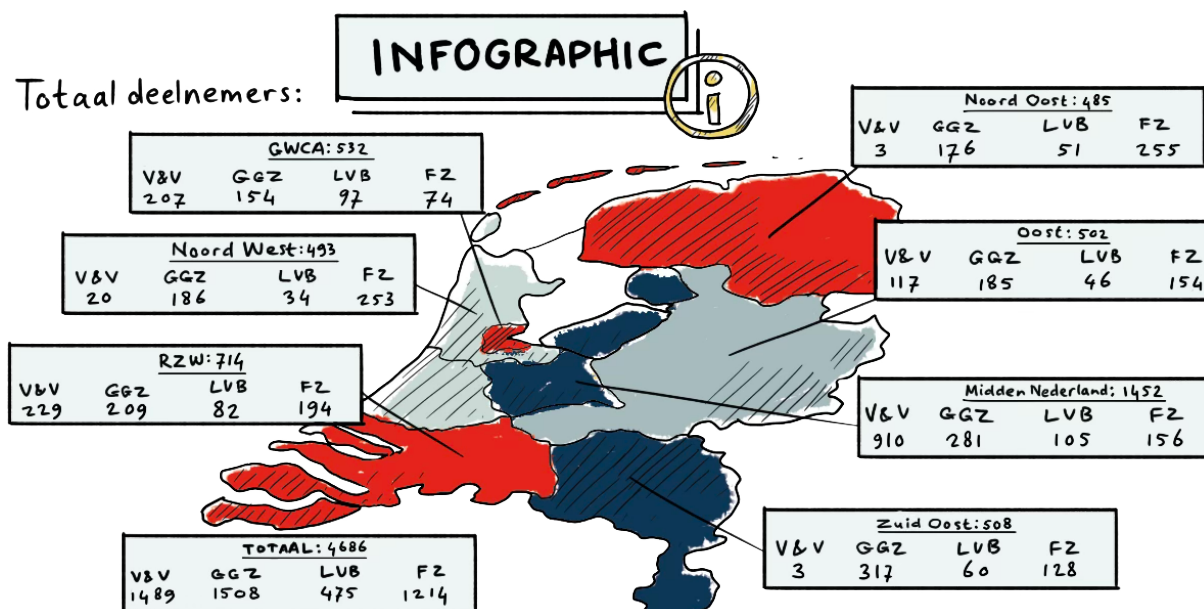 INFOGRAPHIC
i
Totaal deelnemers:
GWCA: 532
V&V GGZ LVB FZ
207 154 97 74
Noord West: 493
V&V GGZ LVB FZ
20 186 34 253
RZW: 714
V&V GGZ LVB FZ
229 209 82 194
TOTAAL: 4686
V&V GGZ LVB FZ
1489 1508 475 1214
Noord Oost: 485
V&V GGZ LVB FZ
3 176 51 255
Oost: 502
V&V GGZ LVB FZ
117 185 46 154
Midden Nederland: 1452
V&V GGZ LVB FZ
910 281 105 156
Zuid Oost: 508
V&V GGZ LVB FZ
3 317 60 128